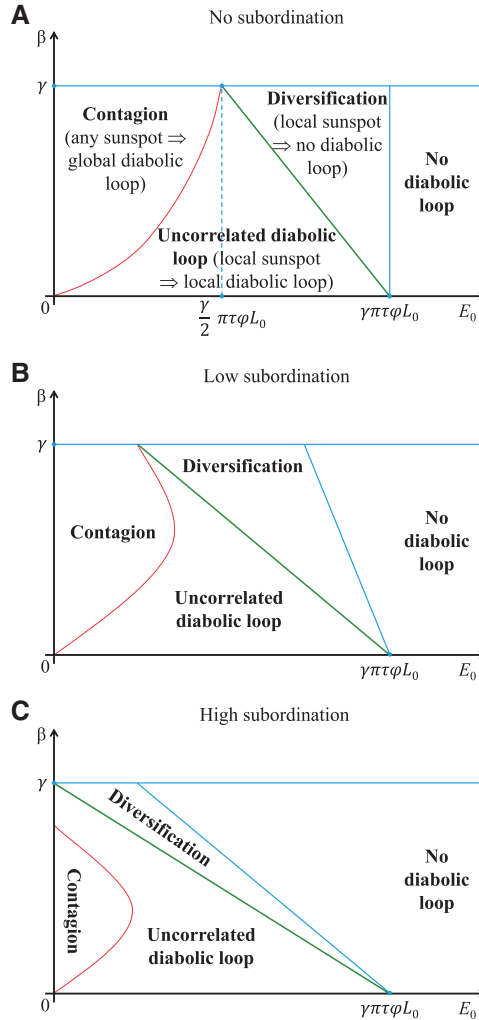 A
No subordination
β
γ
Contagion
(any sunspot ⇒
global diabolic
loop)
Diversification
(local sunspot
⇒ no diabolic
loop)
No
diabolic
loop
Uncorrelated diabolic
loop (local sunspot
⇒ local diabolic loop)
0
γ/2 πτφL₀
γπτφL₀
E₀
B
Low subordination
β
γ
Diversification
Contagion
No
diabolic
loop
Uncorrelated
diabolic loop
0
γπτφL₀
E₀
C
High subordination
β
γ
Diversification
No
diabolic
loop
Contagion
Uncorrelated
diabolic loop
0
γπτφL₀
E₀